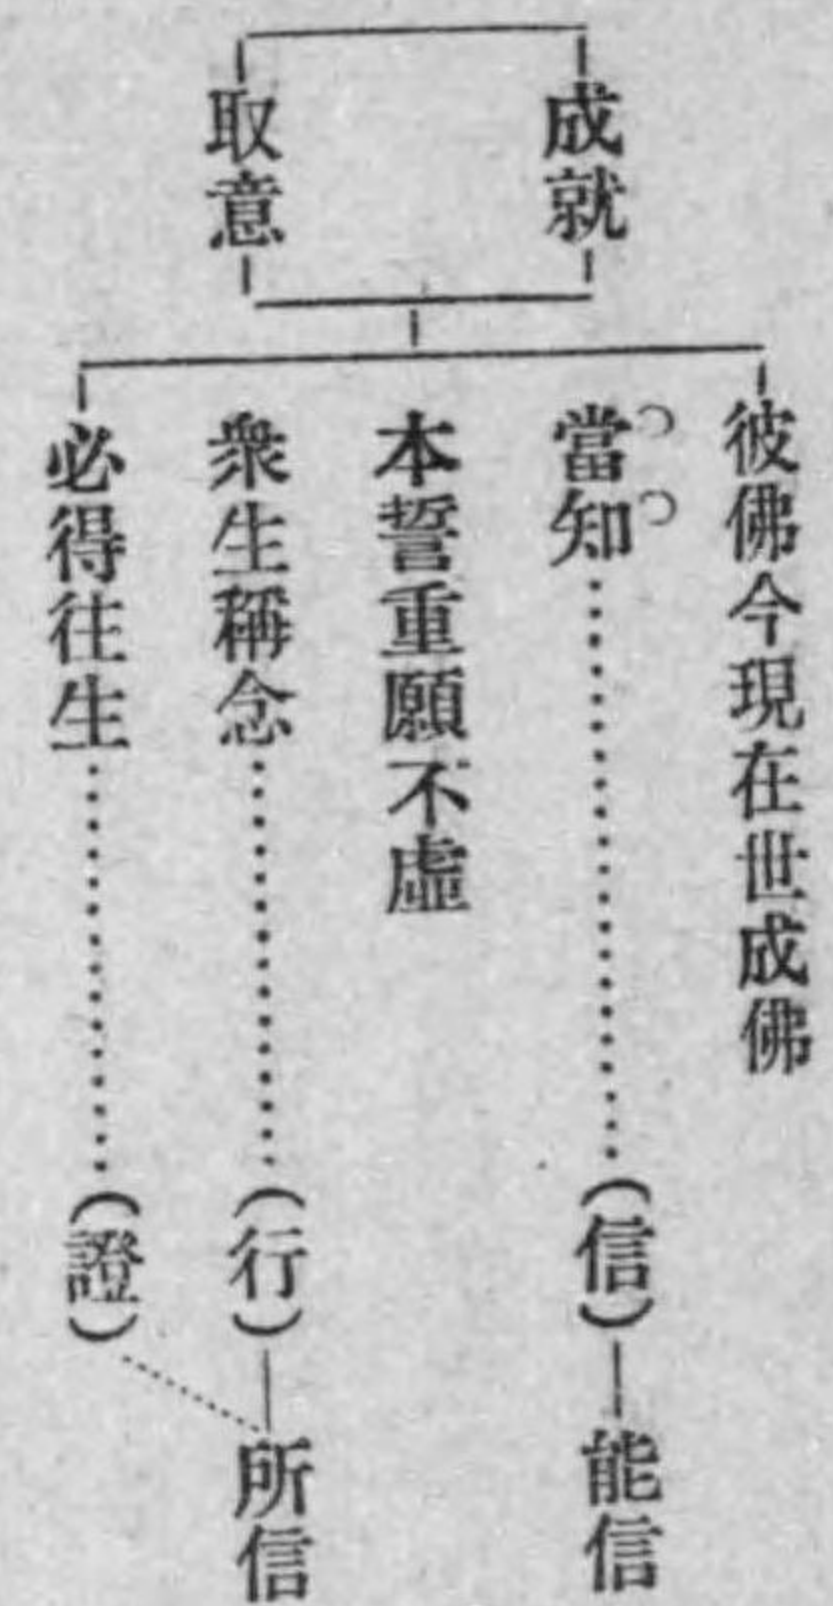 成就
取意
彼佛今現在世成佛
當知…………（信）—能信
本誓重願不虛
衆生稱念…………（行）—所信
必得往生…………（證）